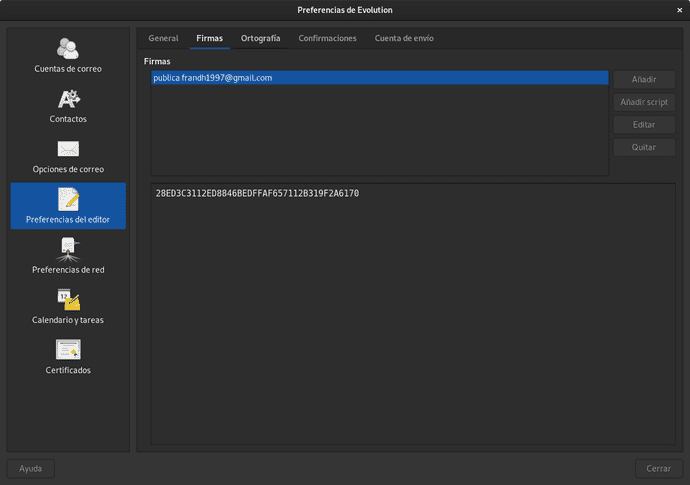 Preferencias de Evolution
×
Cuentas de correo
Contactos
Opciones de correo
Preferencias del editor
Preferencias de red
12
Calendario y tareas
Certificados
General Firmas Ortografía Confirmaciones Cuenta de envío
Firmas
publica frandh1997@gmail.com
Añadir
Añadir script
Editar
Quitar
28ED3C3112ED8846BEDFFAF657112B319F2A6170
Ayuda
Cerrar